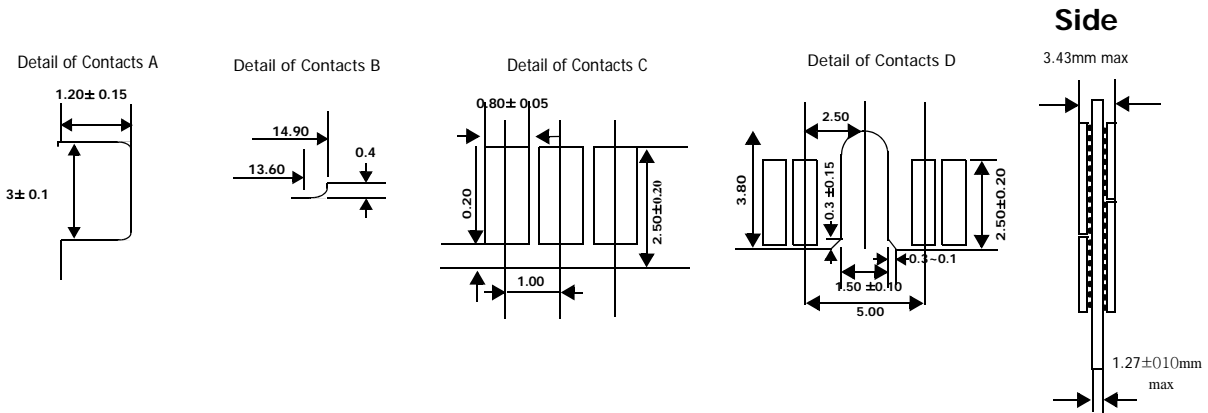 Side
Detail of Contacts A
Detail of Contacts B
Detail of Contacts C
Detail of Contacts D
3.43mm max
1.20± 0.15
3± 0.1
14.90
13.60
0.4
0.80± 0.05
0.20
2.50±0.20
1.00
2.50
3.80
0.3 ±0.15
2.50±0.20
0.3~0.1
1.50 ±0.10
5.00
1.27±010mm
max